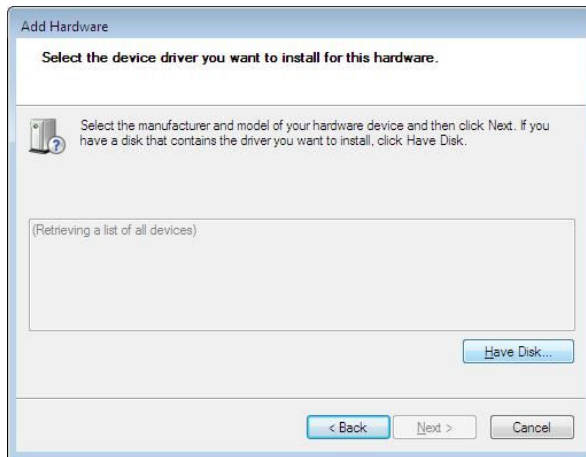 Add Hardware
Select the device driver you want to install for this hardware.
Select the manufacturer and model of your hardware device and then click Next. If you
have a disk that contains the driver you want to install, click Have Disk.
(Retrieving a list of all devices)
Have Disk...
< Back
Next >
Cancel